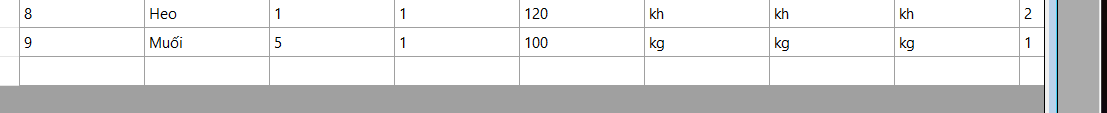 8 Heo 1 1 120 kh kh kh 2
9 Muối 5 1 100 kg kg kg 1